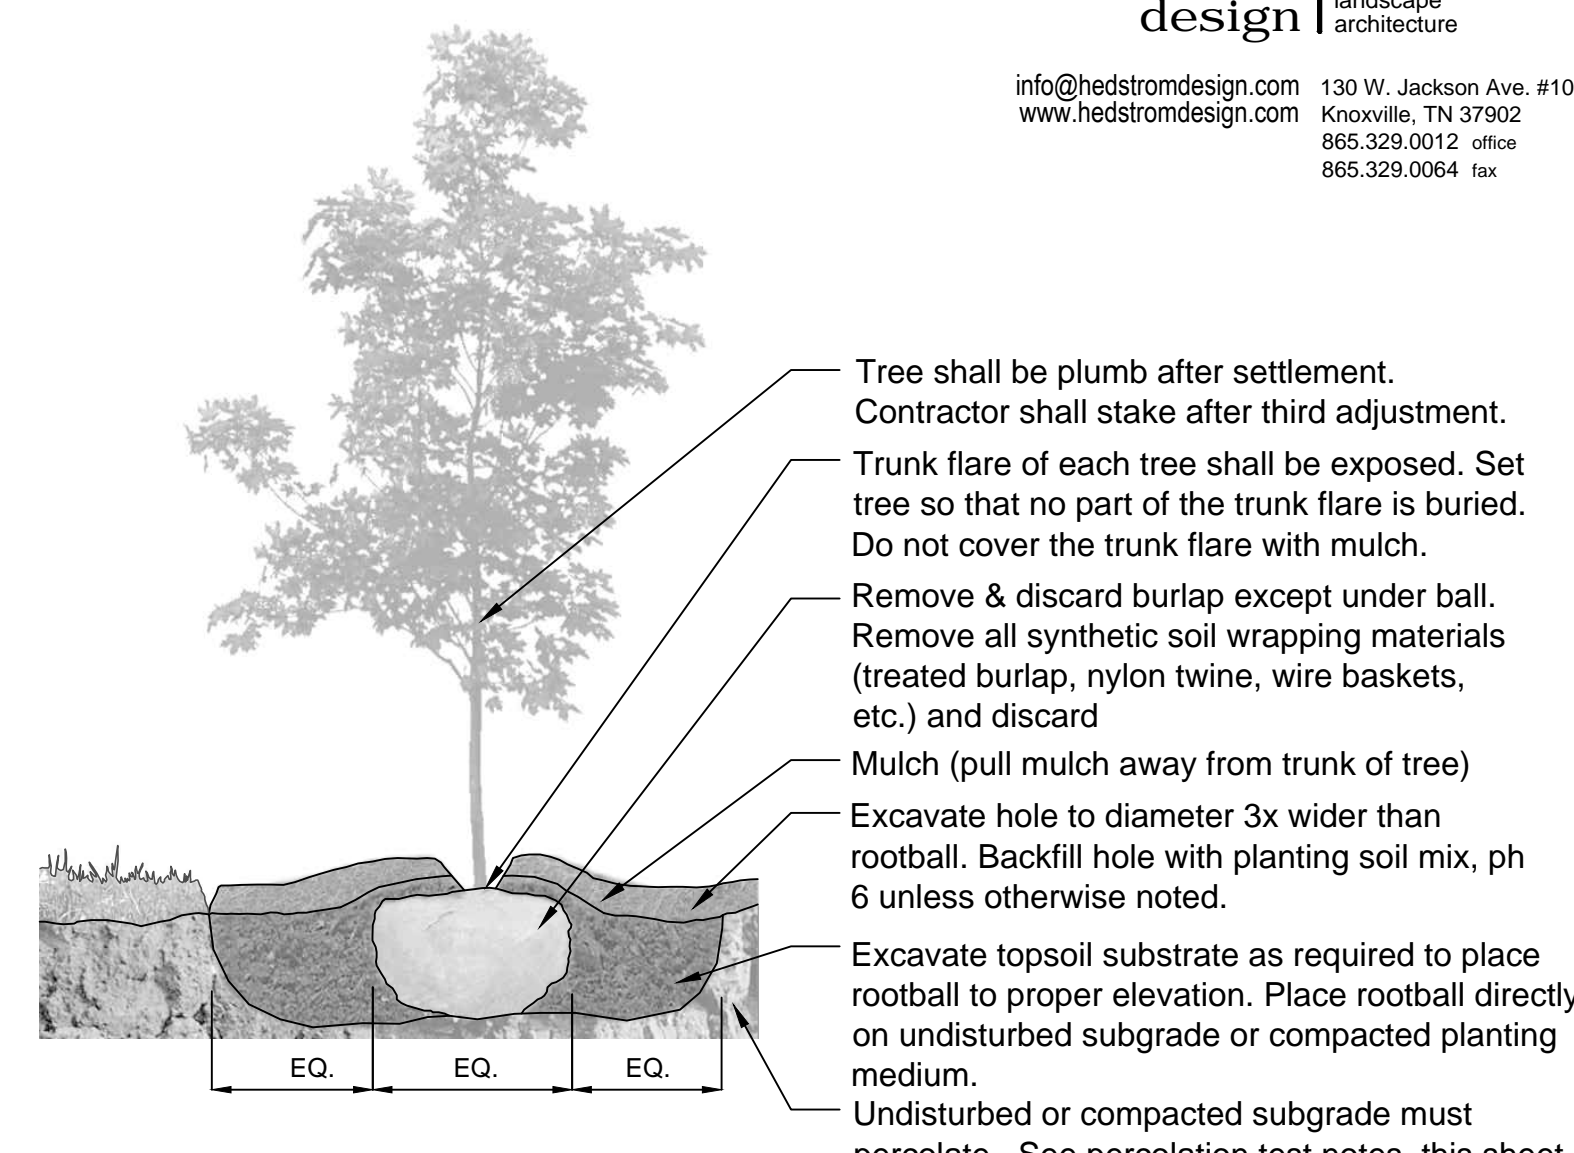 design
landscape
architecture
info@hedstromdesign.com
www.hedstromdesign.com
130 W. Jackson Ave. #10
Knoxville, TN 37902
865.329.0012 office
865.329.0064 fax
Tree shall be plumb after settlement.
Contractor shall stake after third adjustment.
Trunk flare of each tree shall be exposed. Set
tree so that no part of the trunk flare is buried.
Do not cover the trunk flare with mulch.
Remove & discard burlap except under ball.
Remove all synthetic soil wrapping materials
(treated burlap, nylon twine, wire baskets,
etc.) and discard
Mulch (pull mulch away from trunk of tree)
Excavate hole to diameter 3x wider than
rootball. Backfill hole with planting soil mix, ph
6 unless otherwise noted.
Excavate topsoil substrate as required to place
rootball to proper elevation. Place rootball directly
on undisturbed subgrade or compacted planting
medium.
Undisturbed or compacted subgrade must
percolate. See percolation test notes, this sheet
EQ. EQ. EQ.